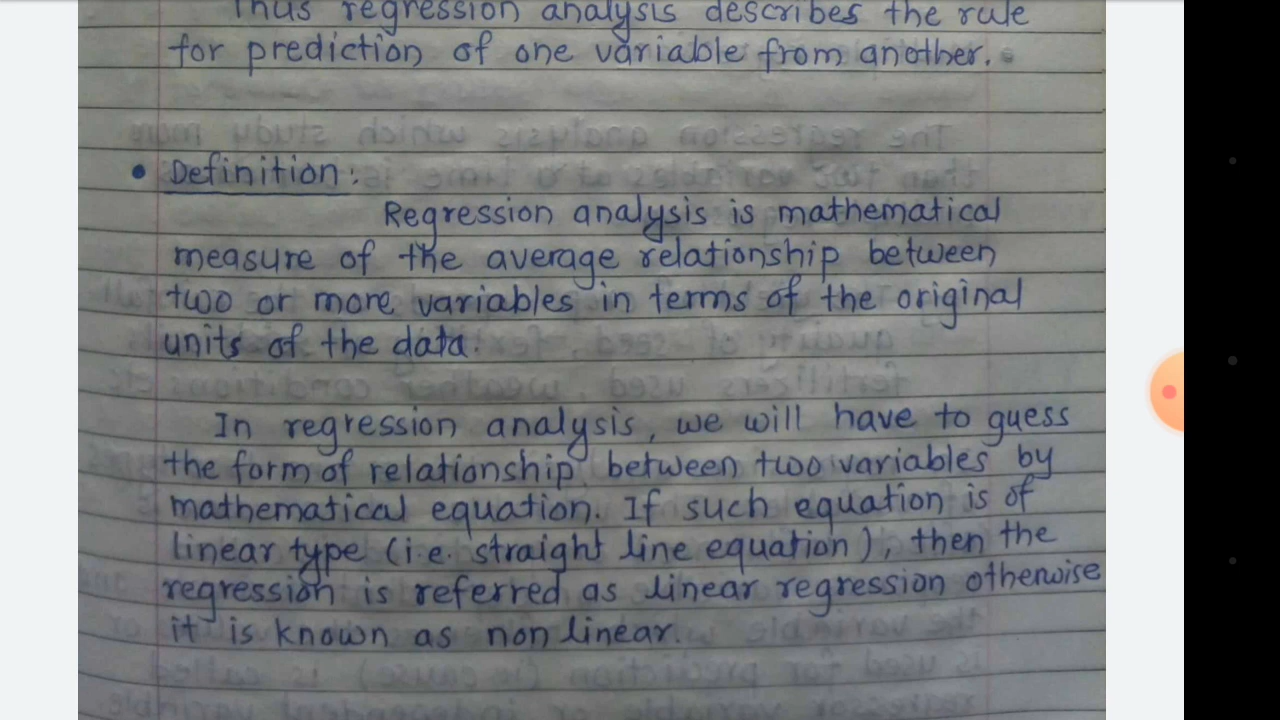 Thus regression analysis describes the rule
for prediction of one variable from another.
• Definition:
Regression analysis is mathematical
measure of the average relationship between
two or more variables in terms of the original
units of the data.
In regression analysis, we will have to guess
the form of relationship between two variables by
mathematical equation. If such equation is of
linear type (i.e. straight line equation), then the
regression is referred as linear regression otherwise
it is known as non linear.